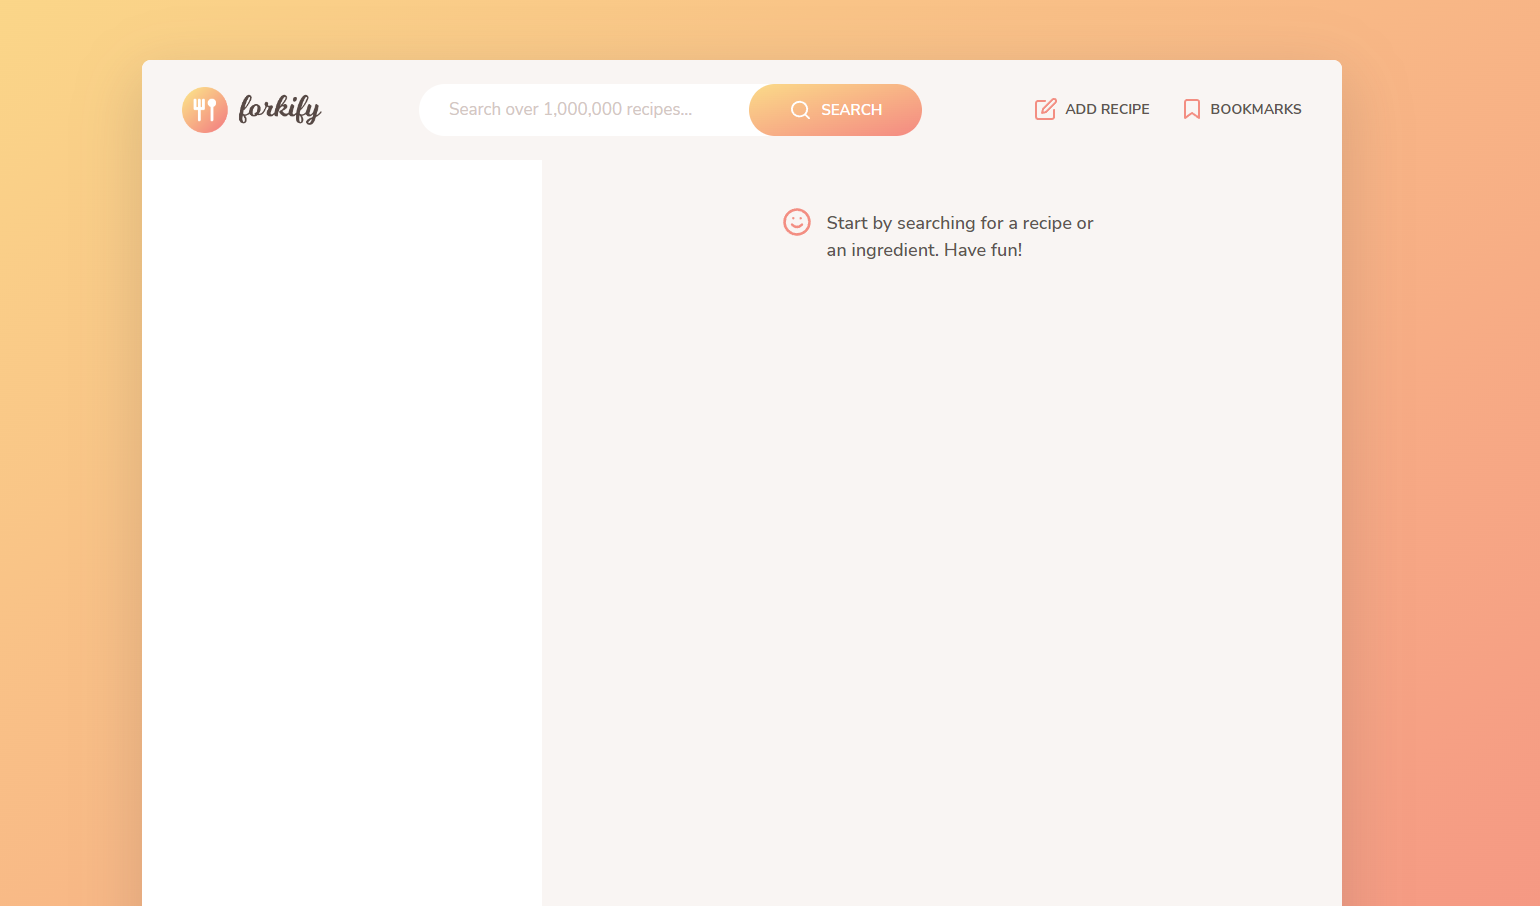 forkify
Search over 1,000,000 recipes...
SEARCH
ADD RECIPE
BOOKMARKS
Start by searching for a recipe or
an ingredient. Have fun!